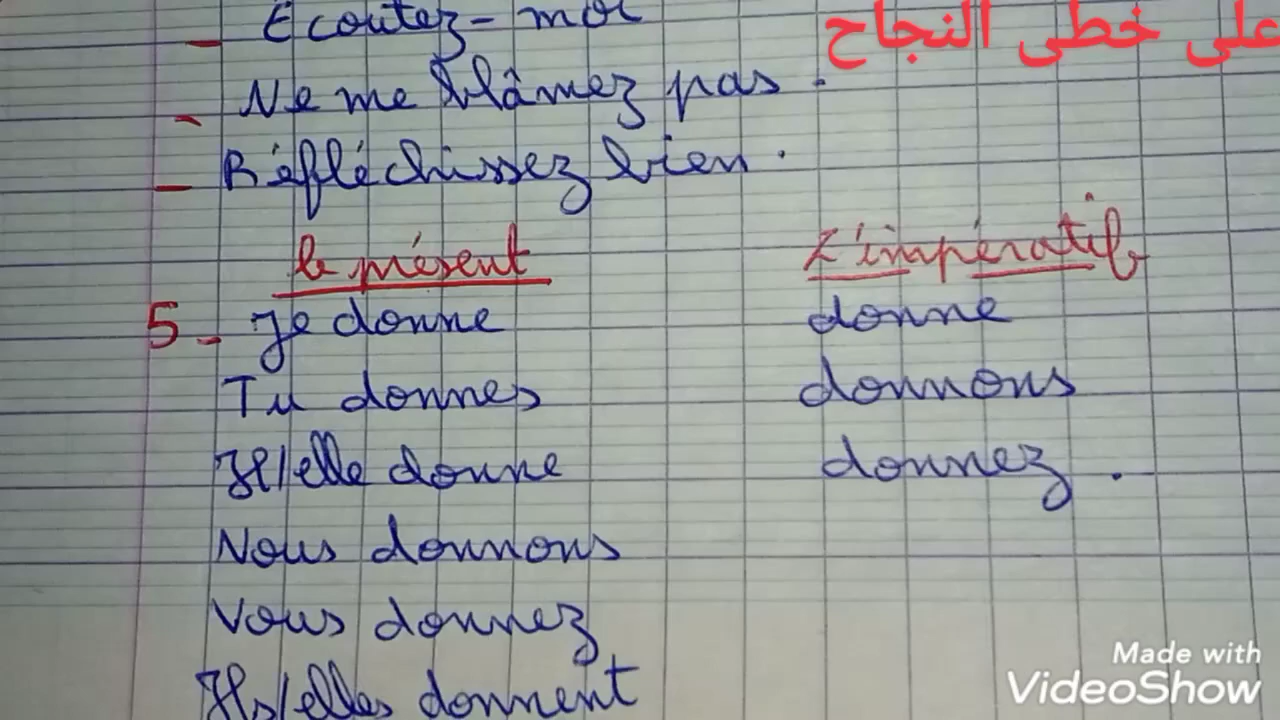 على خطى النجاح
- Ecoutez-moi
- Ne me blâmez pas.
- Réfléchissez bien.
le présent L'impératif
5- Je donne donne
Tu donnes donnons
Il/elle donne donnez.
Nous donnons
Vous donnez
Ils/elles donnent
Made with
VideoShow